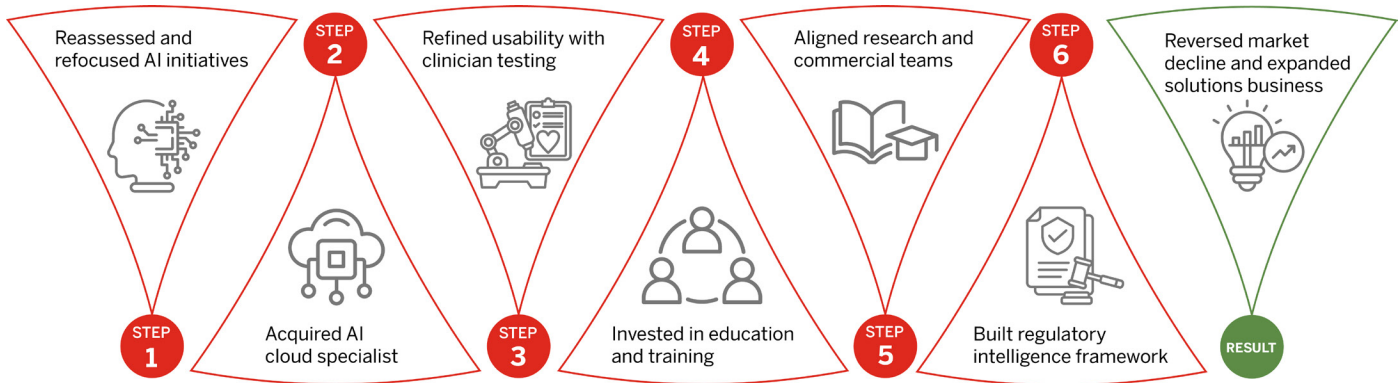 Reassessed and
refocused AI initiatives
STEP
1
STEP
2
Acquired AI
cloud specialist
Refined usability with
clinician testing
STEP
3
STEP
4
Invested in education
and training
Aligned research and
commercial teams
STEP
5
STEP
6
Built regulatory
intelligence framework
Reversed market
decline and expanded
solutions business
RESULT